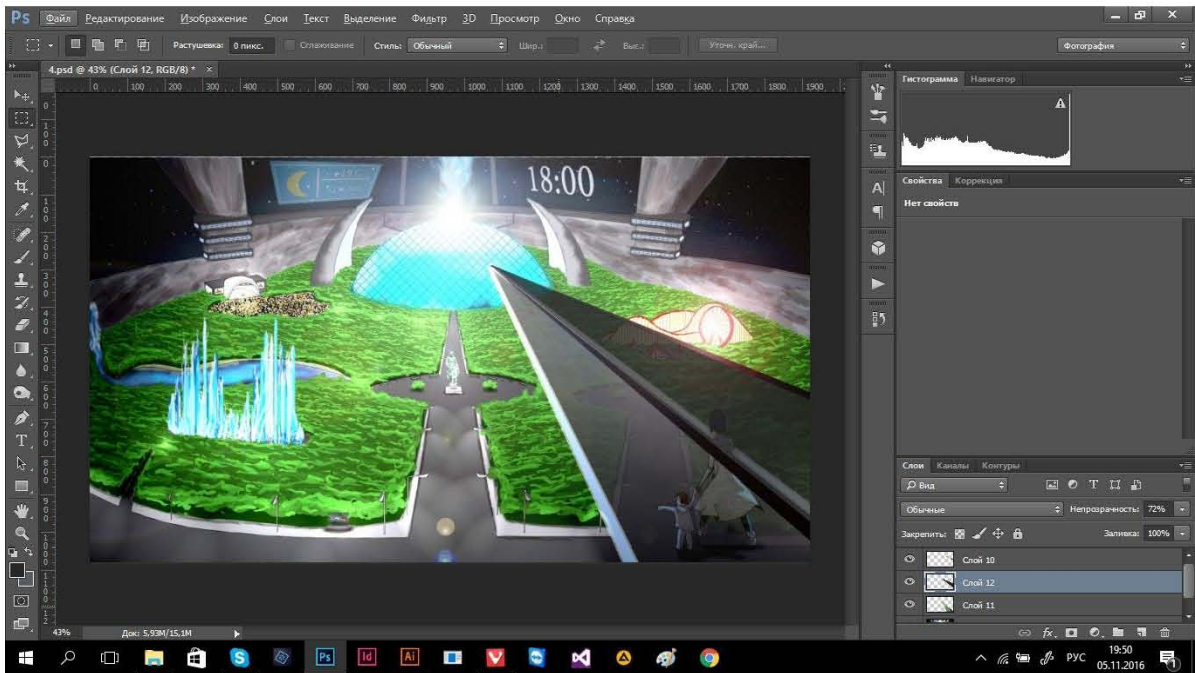 Ps Файл Редактирование Изображение Слои Текст Выделение Фильтр 3D Просмотр Окно Справка
Растушевка: 0 пикс. Сглаживание Стиль: Обычный Шир.: Выс.: Уточн. край... Фотография
4.psd @ 43% (Слой 12, RGB/8) * ×
0 100 200 300 400 500 600 700 800 900 1000 1100 1200 1300 1400 1500 1600 1700 1800 1900
Гистограмма Навигатор
18:00
Свойства Коррекция
Нет свойств
Слои Каналы Контуры
Вид
Обычные Непрозрачность: 72%
Закрепить: Заливка: 100%
Слой 10
Слой 12
Слой 11
43% Док: 5,93M/15,1M
Ps Id Ai РУС 19:50
05.11.2016